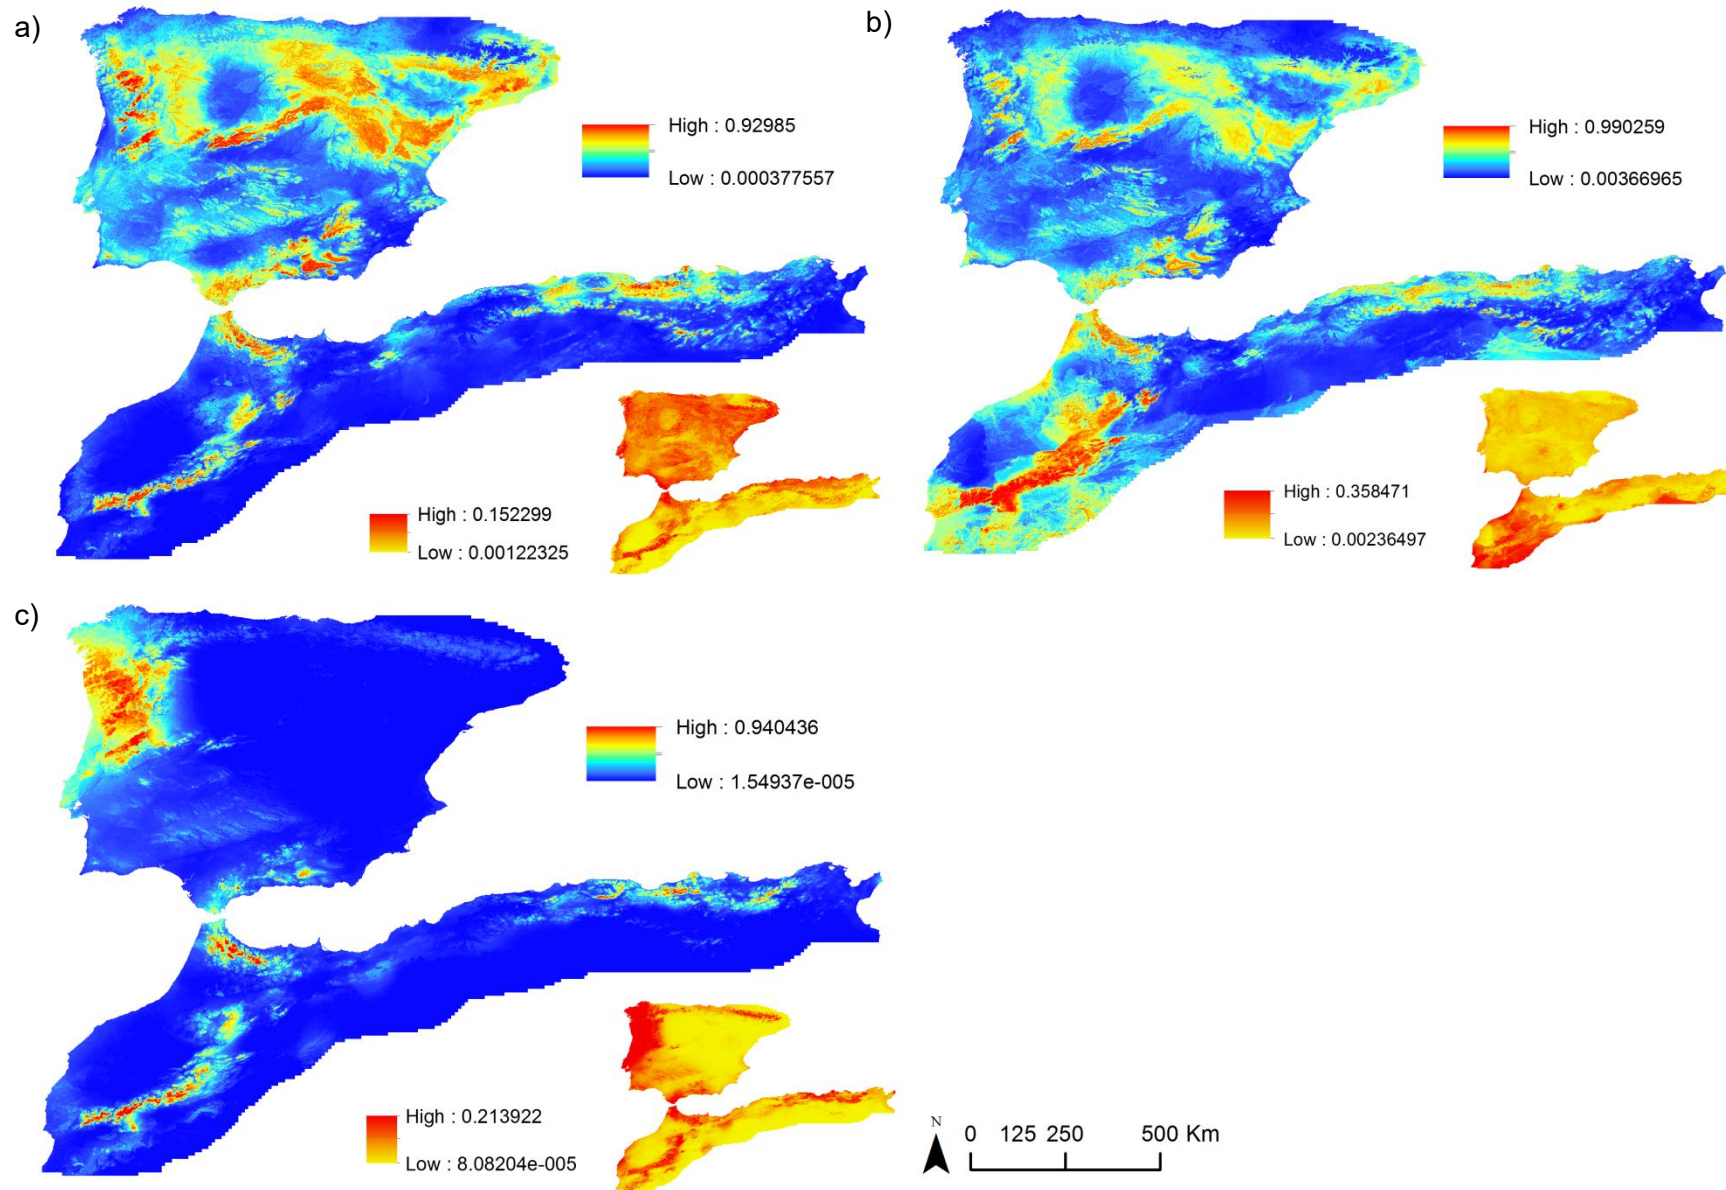 a)
High : 0.92985
Low : 0.000377557
High : 0.152299
Low : 0.00122325
b)
High : 0.990259
Low : 0.00366965
High : 0.358471
Low : 0.00236497
c)
High : 0.940436
Low : 1.54937e-005
High : 0.213922
Low : 8.08204e-005
N
0 125 250 500 Km